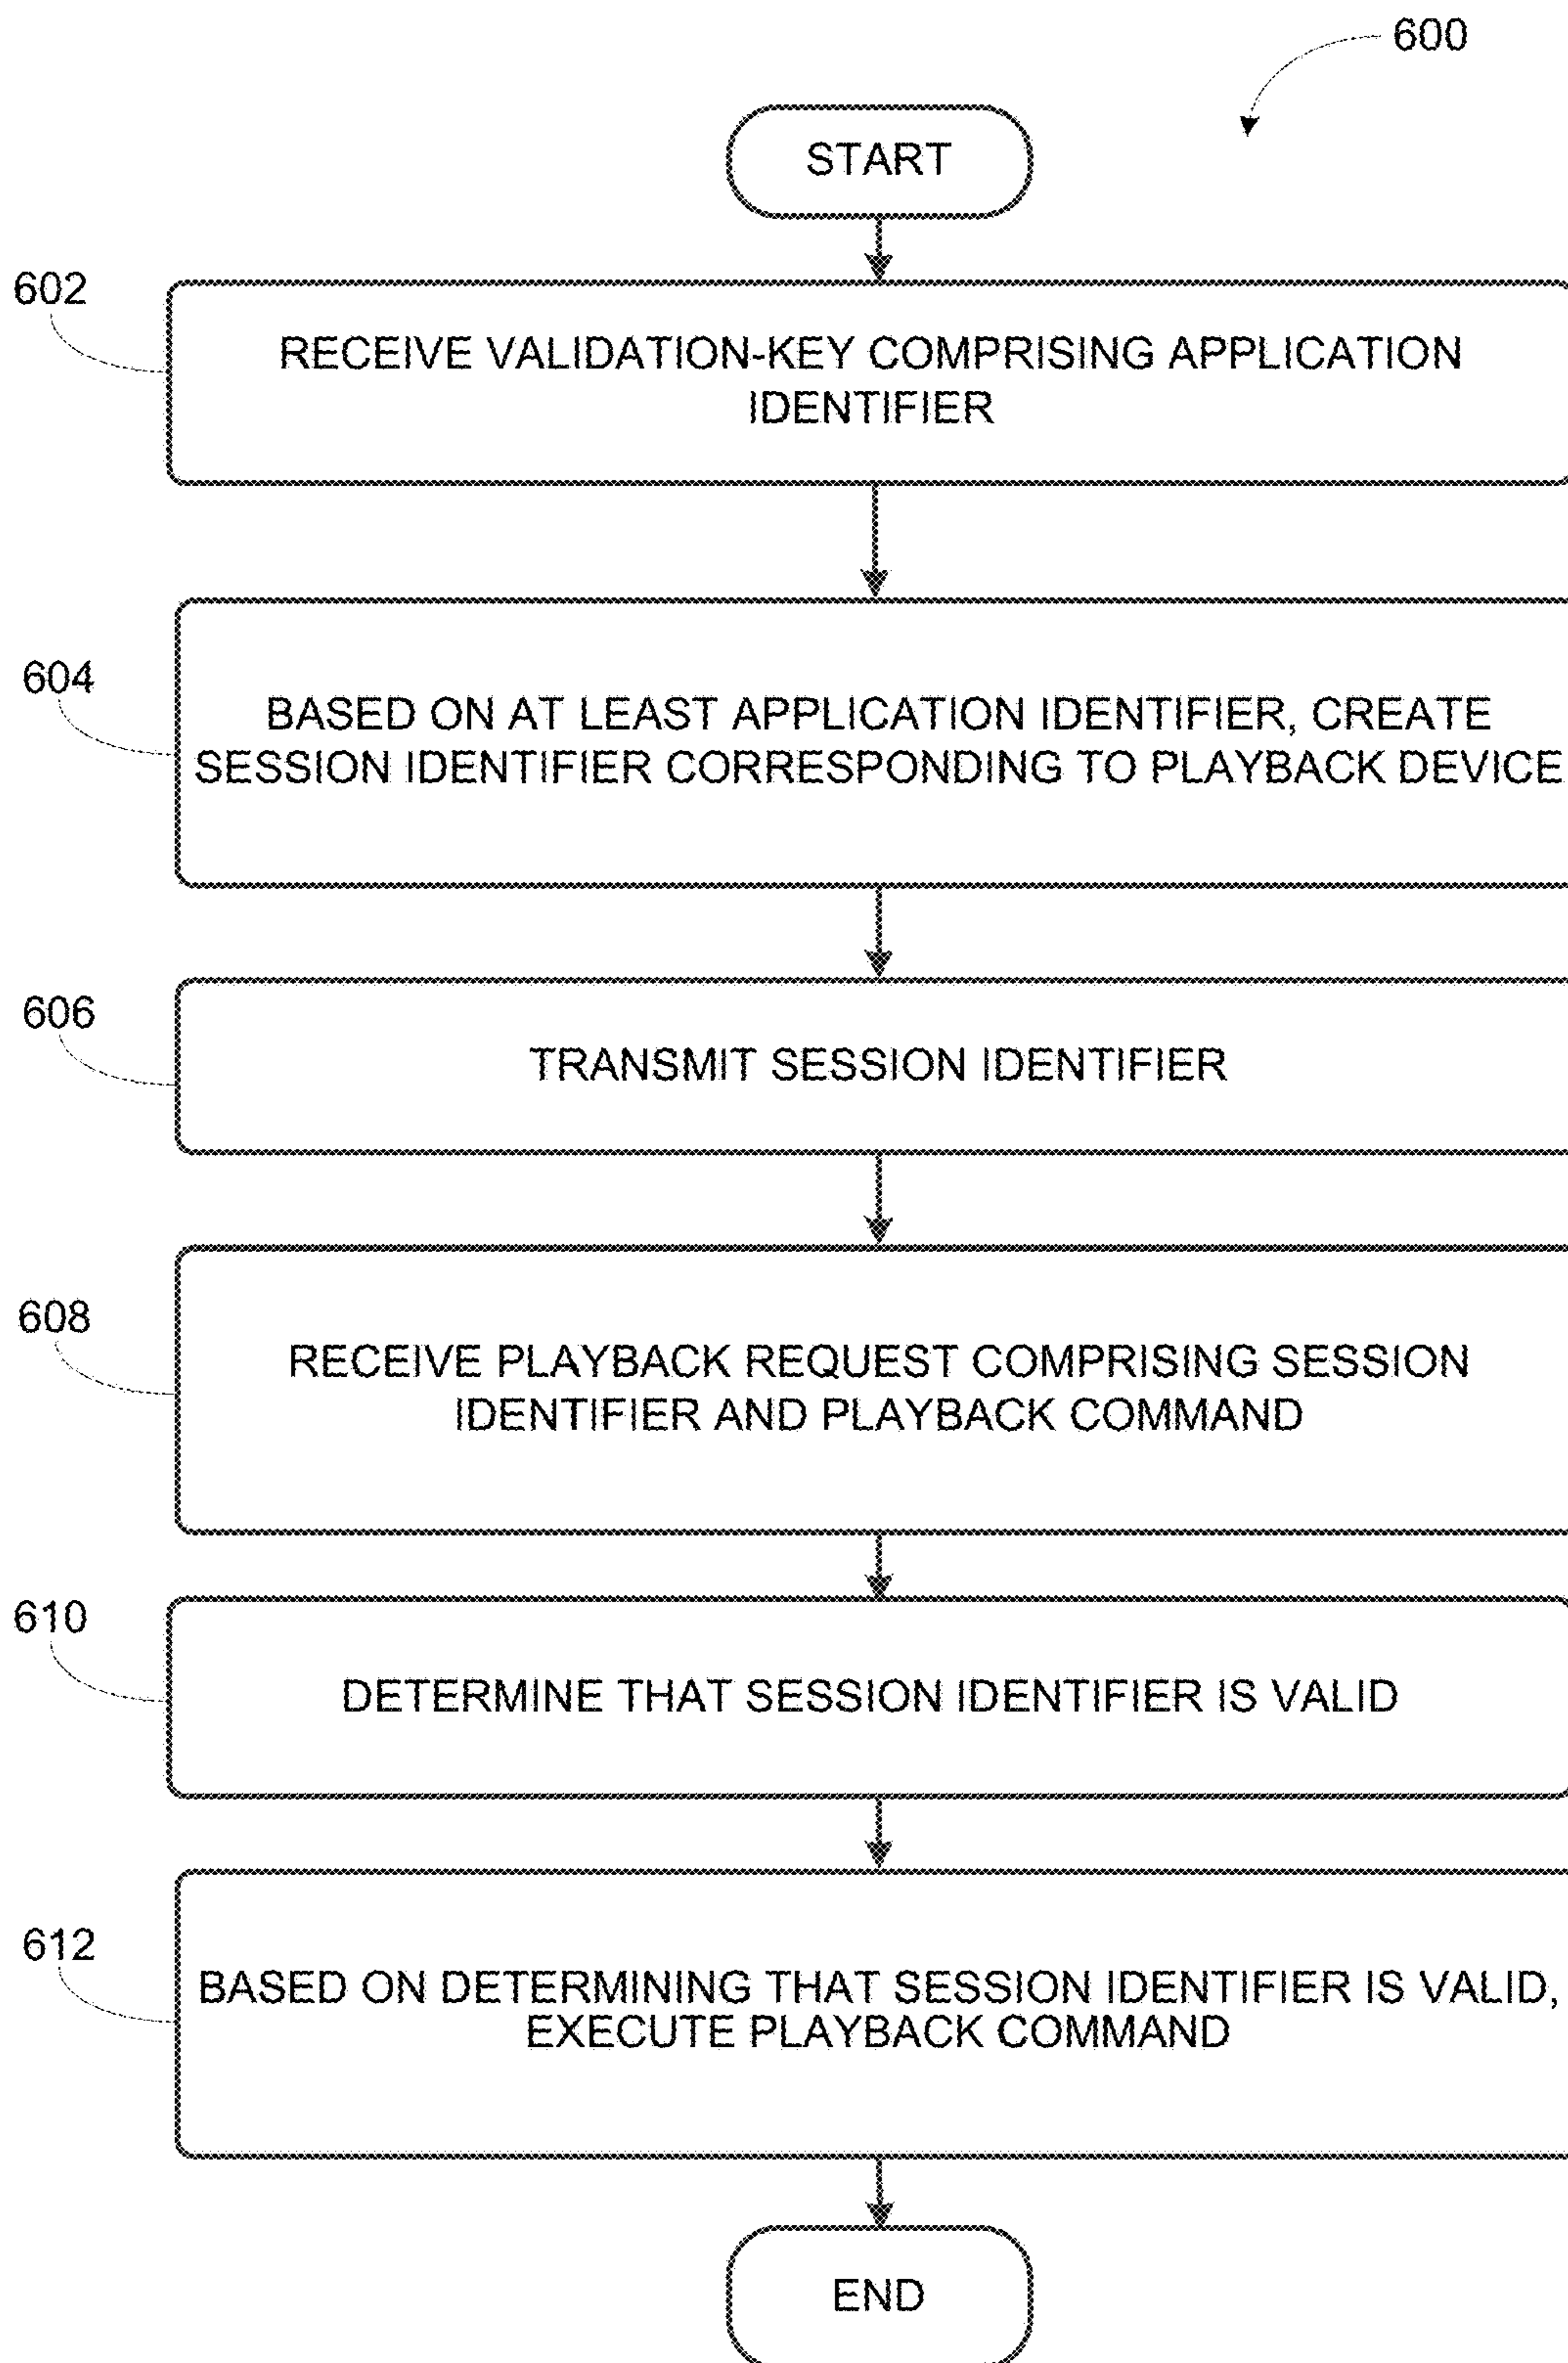 600
START
602
RECEIVE VALIDATION-KEY COMPRISING APPLICATION
IDENTIFIER
604
BASED ON AT LEAST APPLICATION IDENTIFIER, CREATE
SESSION IDENTIFIER CORRESPONDING TO PLAYBACK DEVICE
606
TRANSMIT SESSION IDENTIFIER
608
RECEIVE PLAYBACK REQUEST COMPRISING SESSION
IDENTIFIER AND PLAYBACK COMMAND
610
DETERMINE THAT SESSION IDENTIFIER IS VALID
612
BASED ON DETERMINING THAT SESSION IDENTIFIER IS VALID,
EXECUTE PLAYBACK COMMAND
END